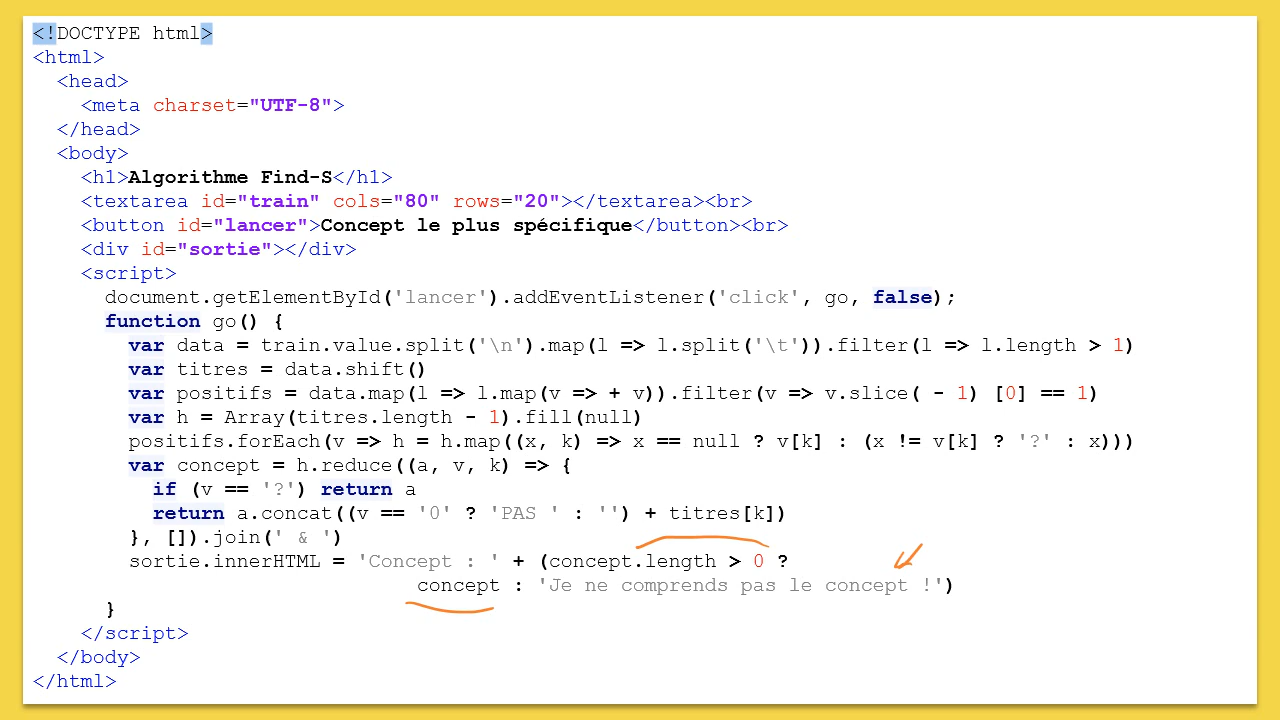 <!DOCTYPE html>
<html>
  <head>
    <meta charset="UTF-8">
  </head>
  <body>
    <h1>Algorithme Find-S</h1>
    <textarea id="train" cols="80" rows="20"></textarea><br>
    <button id="lancer">Concept le plus spécifique</button><br>
    <div id="sortie"></div>
    <script>
      document.getElementById('lancer').addEventListener('click', go, false);
      function go() {
        var data = train.value.split('\n').map(l => l.split('\t')).filter(l => l.length > 1)
        var titres = data.shift()
        var positifs = data.map(l => l.map(v => + v)).filter(v => v.slice( - 1) [0] == 1)
        var h = Array(titres.length - 1).fill(null)
        positifs.forEach(v => h = h.map((x, k) => x == null ? v[k] : (x != v[k] ? '?' : x)))
        var concept = h.reduce((a, v, k) => {
          if (v == '?') return a
          return a.concat((v == '0' ? 'PAS ' : '') + titres[k])
        }, []).join(' & ')
        sortie.innerHTML = 'Concept : ' + (concept.length > 0 ?
                                concept : 'Je ne comprends pas le concept !')
      }
    </script>
  </body>
</html>